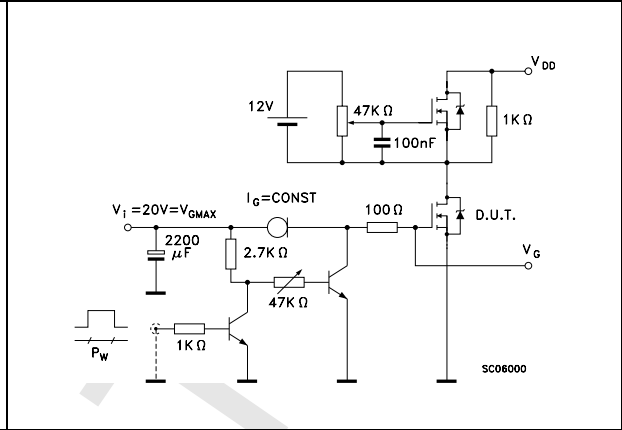 V DD
12V
47K Ω
1K Ω
100nF
I G =CONST
V i =20V=V GMAX
100 Ω
D.U.T.
2200
μF
2.7K Ω
V G
47K Ω
1K Ω
P W
SC06000